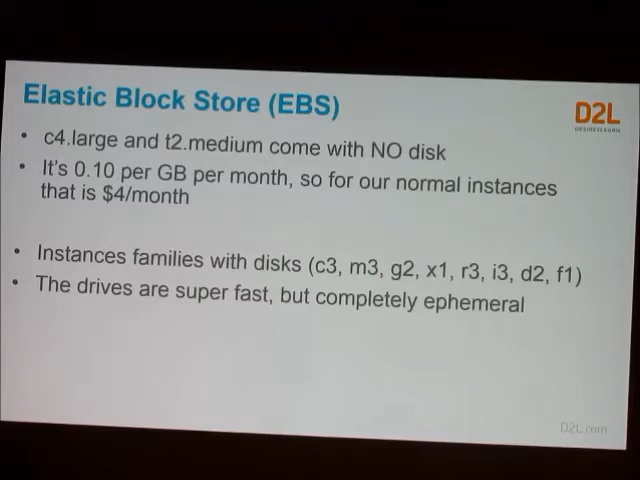 Elastic Block Store (EBS)
D2L
DESIRE2LEARN
• c4.large and t2.medium come with NO disk
• It's 0.10 per GB per month, so for our normal instances
that is $4/month
• Instances families with disks (c3, m3, g2, x1, r3, i3, d2, f1)
• The drives are super fast, but completely ephemeral
D2L.com